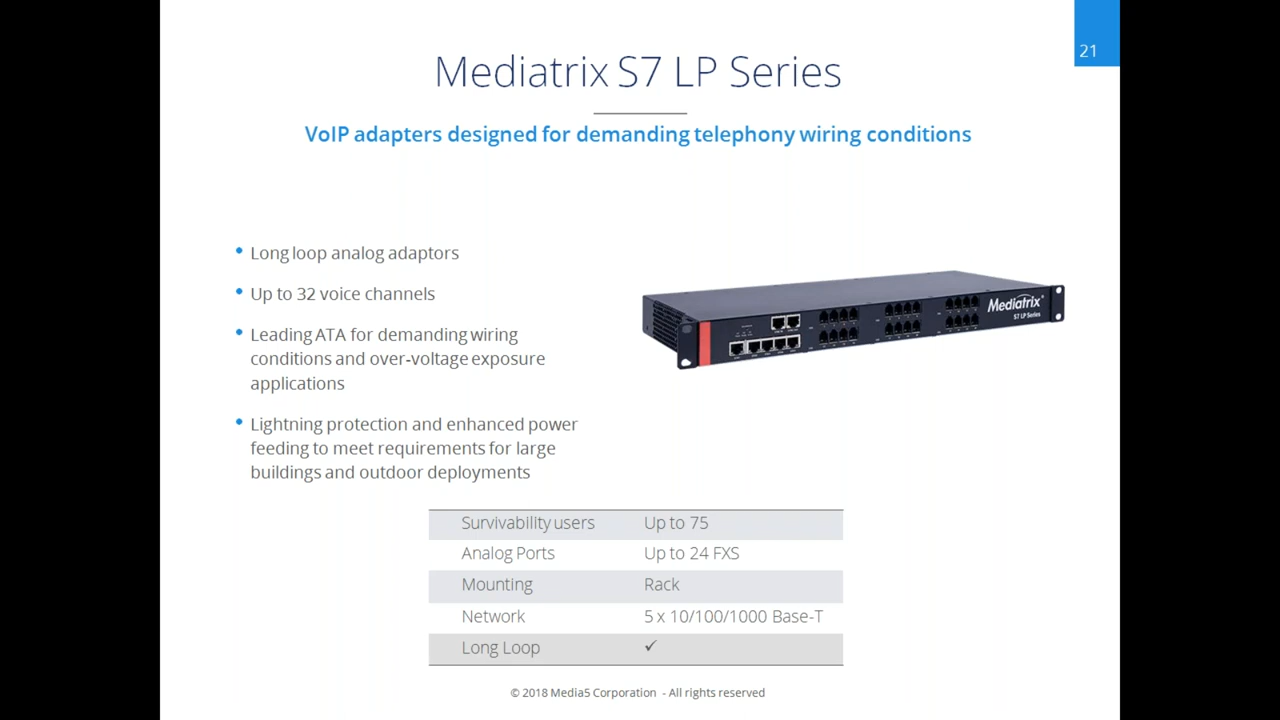 21
Mediatrix S7 LP Series
VoIP adapters designed for demanding telephony wiring conditions
• Long loop analog adaptors
• Up to 32 voice channels
• Leading ATA for demanding wiring
conditions and over-voltage exposure
applications
• Lightning protection and enhanced power
feeding to meet requirements for large
buildings and outdoor deployments
Mediatrix
S7 LP Series
Survivability users Up to 75
Analog Ports Up to 24 FXS
Mounting Rack
Network 5 x 10/100/1000 Base-T
Long Loop ✓
© 2018 Media5 Corporation - All rights reserved